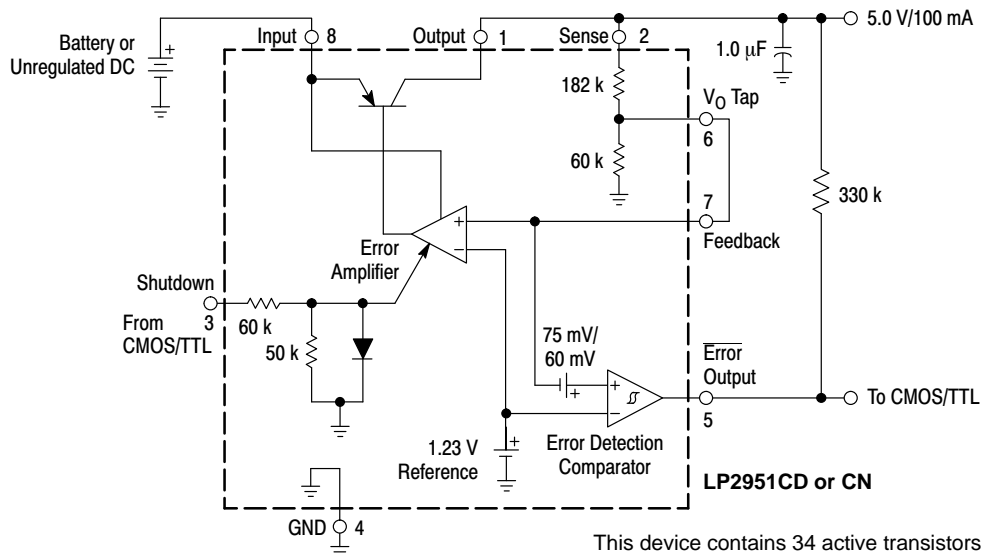 5.0 V/100 mA
Battery or
Unregulated DC
+
Input 8
Output 1
Sense 2
1.0 μF
182 k
V_O Tap
6
60 k
330 k
7
Feedback
+
−
Error
Amplifier
Shutdown
3
From
CMOS/TTL
60 k
50 k
75 mV/
60 mV
+
+
−
Error
Output
5
To CMOS/TTL
1.23 V
Reference
+
Error Detection
Comparator
LP2951CD or CN
GND 4
This device contains 34 active transistors